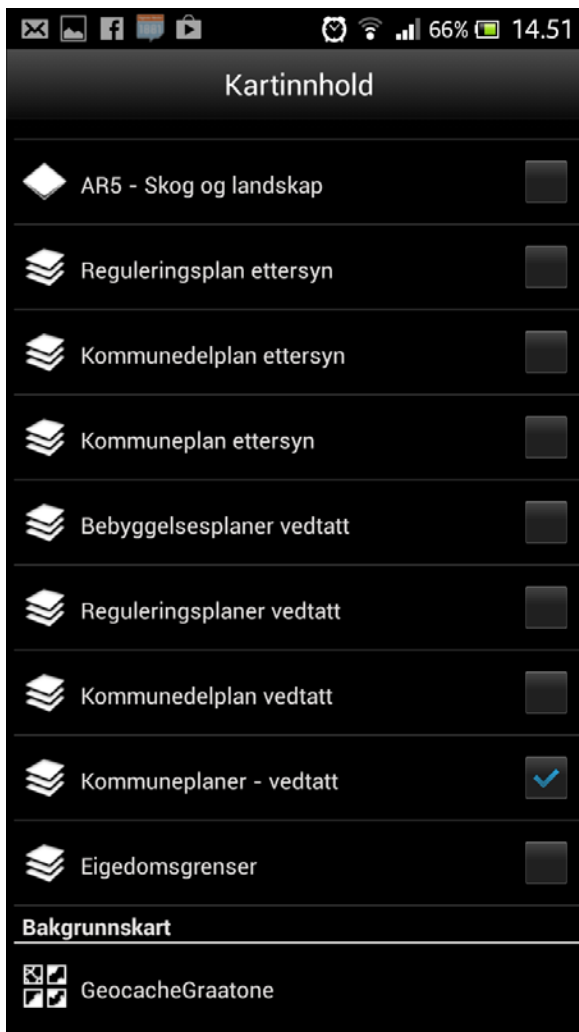 66% 14.51
Kartinnhold
AR5 - Skog og landskap
Reguleringsplan ettersyn
Kommunedelplan ettersyn
Kommuneplan ettersyn
Bebyggelsesplaner vedtatt
Reguleringsplaner vedtatt
Kommunedelplan vedtatt
Kommuneplaner - vedtatt
Eigedomsgrenser
Bakgrunnskart
GeocacheGraatone